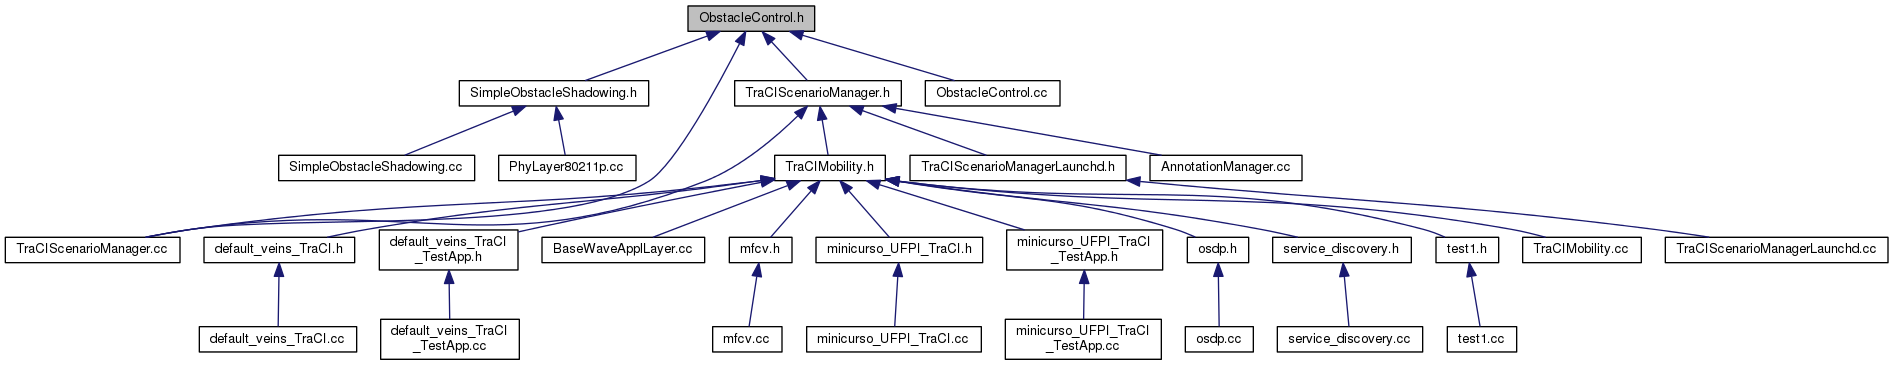 ObstacleControl.h
SimpleObstacleShadowing.h
TraCIScenarioManager.h
ObstacleControl.cc
SimpleObstacleShadowing.cc
PhyLayer80211p.cc
TraCIMobility.h
TraCIScenarioManagerLaunchd.h
AnnotationManager.cc
TraCIScenarioManager.cc
default_veins_TraCI.h
default_veins_TraCI
_TestApp.h
BaseWaveApplLayer.cc
mfcv.h
minicurso_UFPI_TraCI.h
minicurso_UFPI_TraCI
_TestApp.h
osdp.h
service_discovery.h
test1.h
TraCIMobility.cc
TraCIScenarioManagerLaunchd.cc
default_veins_TraCI.cc
default_veins_TraCI
_TestApp.cc
mfcv.cc
minicurso_UFPI_TraCI.cc
minicurso_UFPI_TraCI
_TestApp.cc
osdp.cc
service_discovery.cc
test1.cc